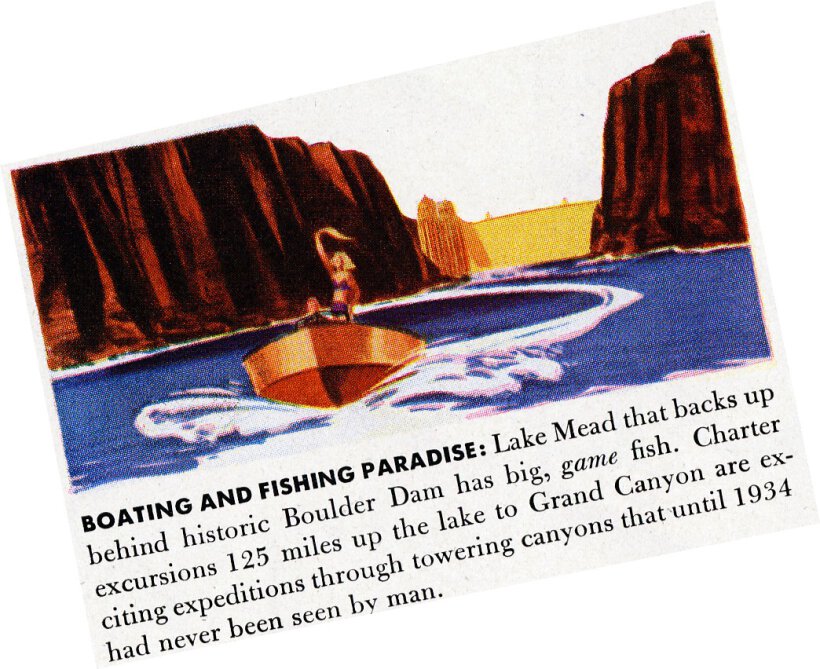 BOATING AND FISHING PARADISE: Lake Mead that backs up
behind historic Boulder Dam has big, game fish. Charter
excursions 125 miles up the lake to Grand Canyon are ex-
citing expeditions through towering canyons that until 1934
had never been seen by man.